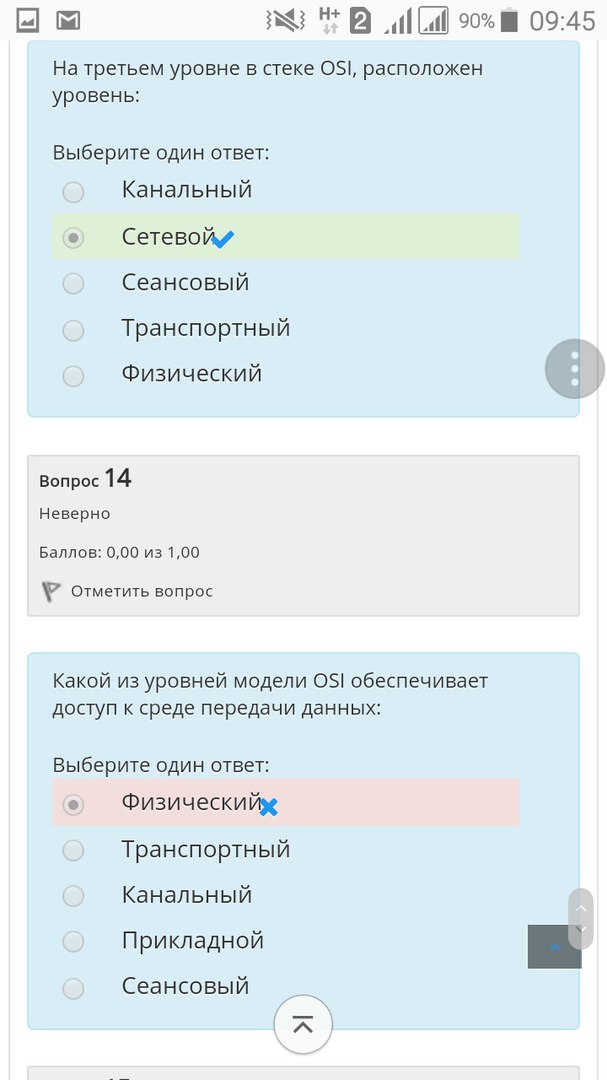 H+ 2 90% 09:45
На третьем уровне в стеке OSI, расположен
уровень:
Выберите один ответ:
Канальный
Сетевой
Сеансовый
Транспортный
Физический
Вопрос 14
Неверно
Баллов: 0,00 из 1,00
Отметить вопрос
Какой из уровней модели OSI обеспечивает
доступ к среде передачи данных:
Выберите один ответ:
Физический
Транспортный
Канальный
Прикладной
Сеансовый